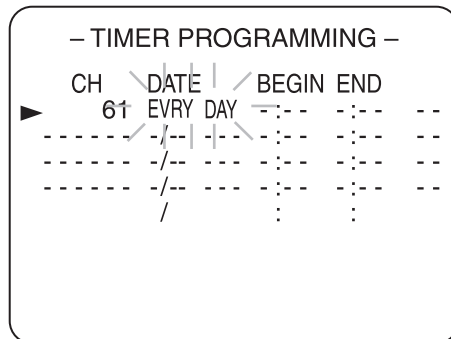 – TIMER PROGRAMMING –
CH DATE BEGIN END
► 61 EVRY DAY -:-- -:-- --
------ -/-- --- -:-- -:-- --
------ -/-- --- -:-- -:-- --
------ -/-- --- -:-- -:-- --
/ : :